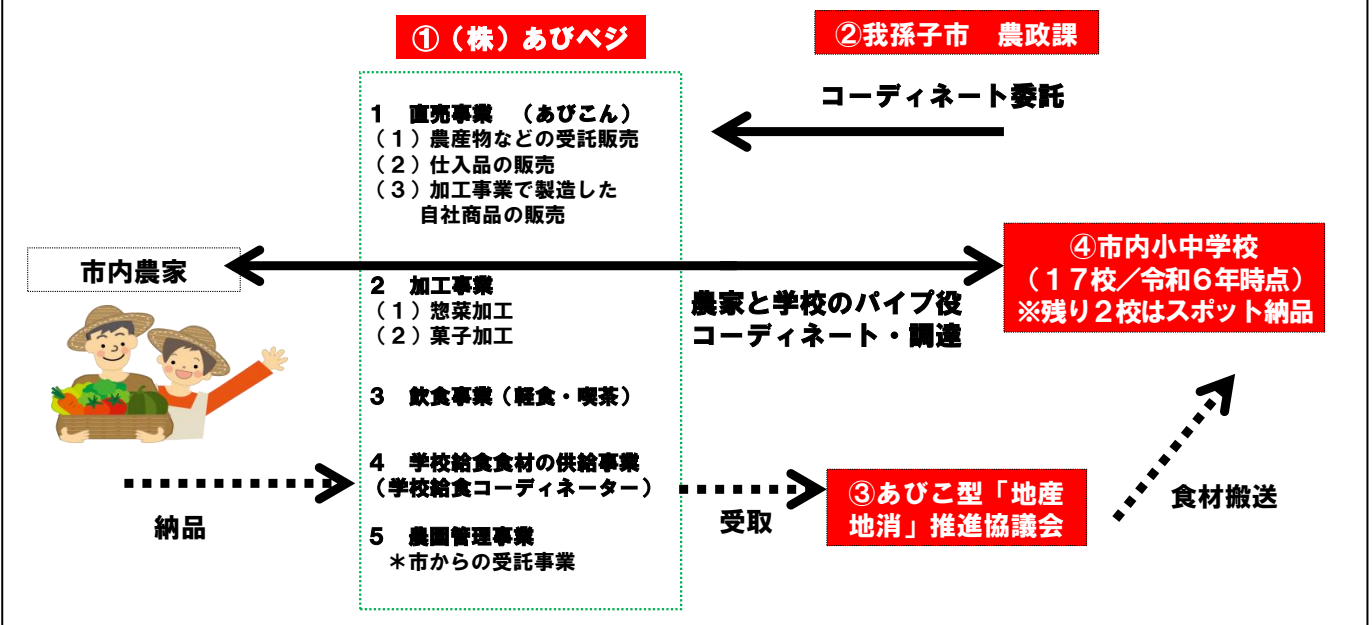 ①（株）あびベジ
②我孫子市　農政課
コーディネート委託
１　直売事業　（あびこん）
（１）農産物などの受託販売
（２）仕入品の販売
（３）加工事業で製造した
自社商品の販売
市内農家
④市内小中学校
（１７校／令和６年時点）
※残り２校はスポット納品
２　加工事業
（１）惣菜加工
（２）菓子加工
農家と学校のパイプ役
コーディネート・調達
３　飲食事業（軽食・喫茶）
４　学校給食食材の供給事業
（学校給食コーディネーター）
納品
受取
③あびこ型「地産
地消」推進協議会
食材搬送
５　農園管理事業
＊市からの受託事業